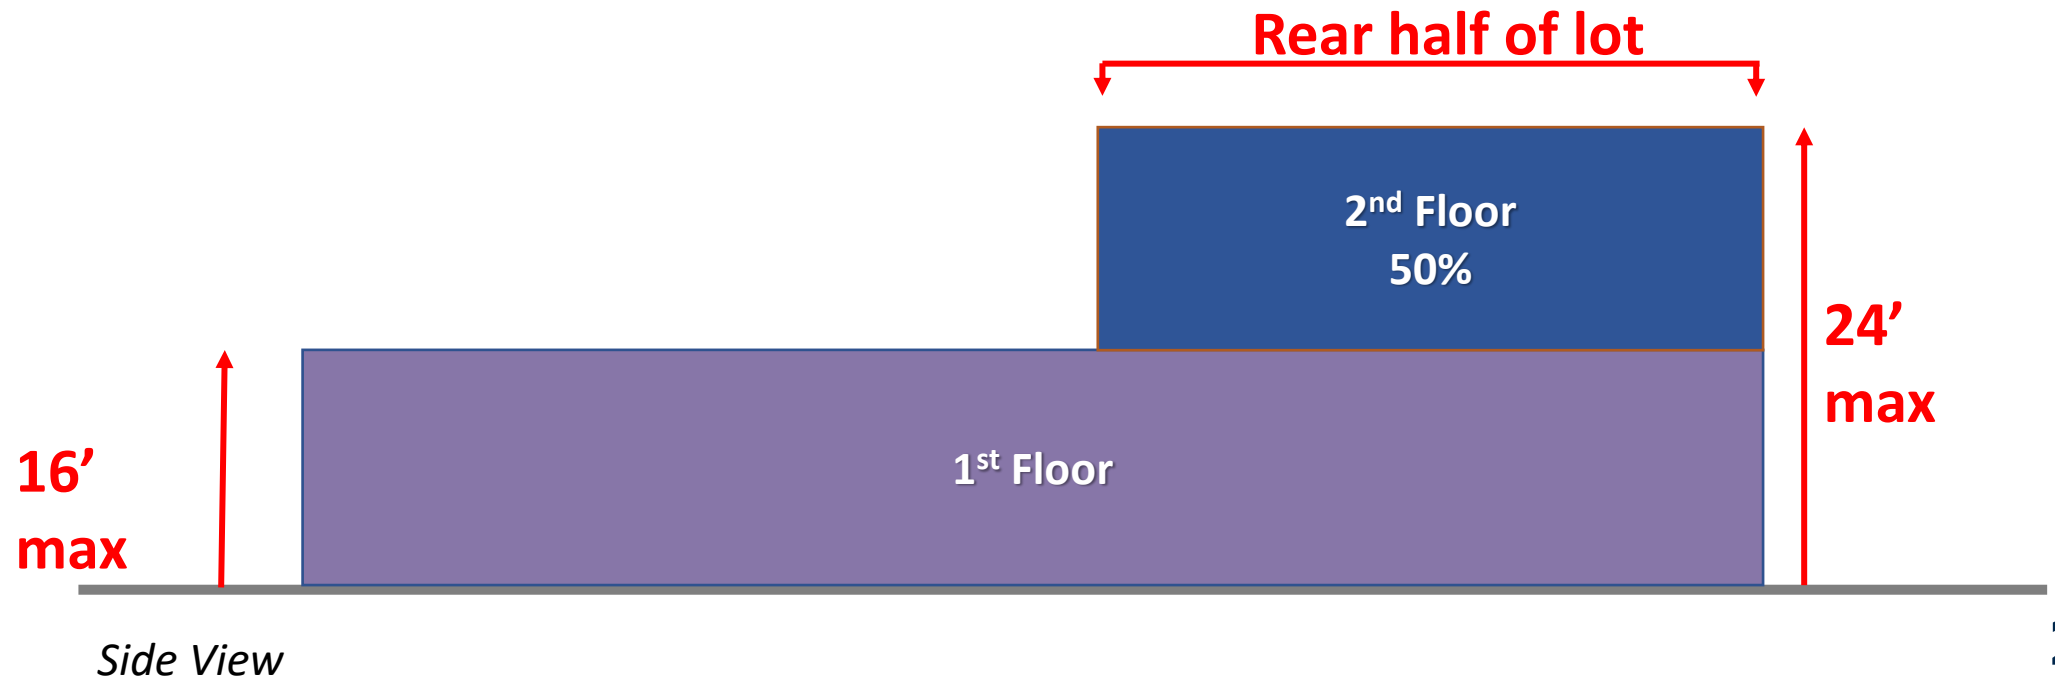 Rear half of lot
2nd Floor
50%
24’
max
1st Floor
16’
max
Side View